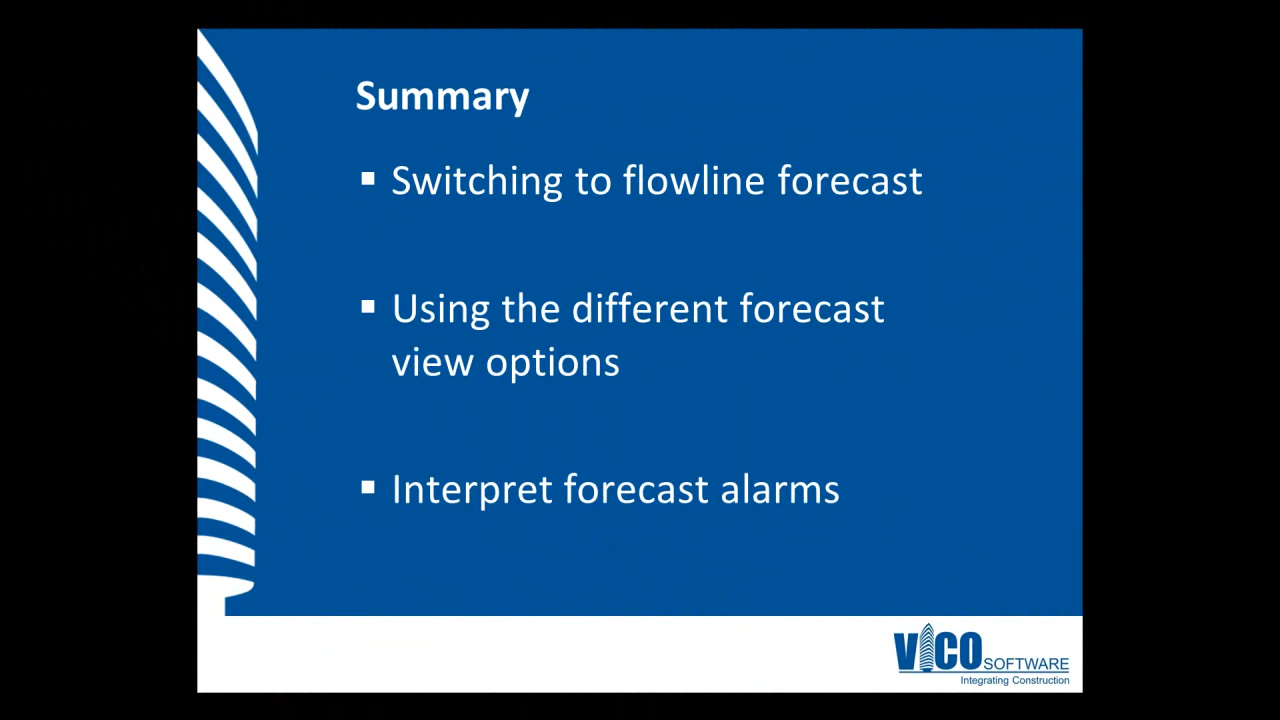 Summary
▪ Switching to flowline forecast
▪ Using the different forecast
view options
▪ Interpret forecast alarms
VICO SOFTWARE
Integrating Construction